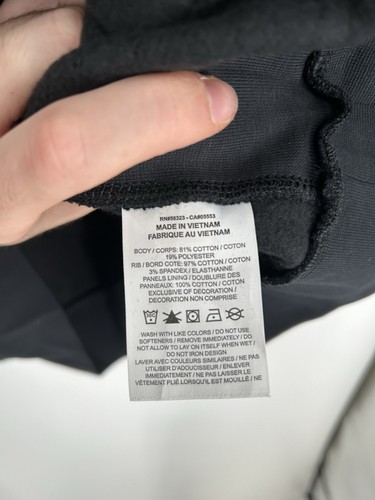 RN#56323 - CA#05553
MADE IN VIETNAM
FABRIQUE AU VIETNAM
BODY / CORPS: 81% COTTON / COTON
19% POLYESTER
RIB / BORD COTE: 97% COTTON / COTON
3% SPANDEX / ELASTHANNE
PANELS LINING / DOUBLURE DES
PANNEAUX: 100% COTTON / COTON
EXCLUSIVE OF DECORATION /
DECORATION NON COMPRISE
WASH WITH LIKE COLORS / DO NOT USE
SOFTENERS / REMOVE IMMEDIATELY / DO
NOT ALLOW TO LAY ON ITSELF WHEN WET /
DO NOT IRON DESIGN
LAVER AVEC COULEURS SIMILAIRES / NE PAS
UTILISER D'ADOUCISSEUR / ENLEVER
IMMEDIATEMENT / NE PAS LAISSER LE
VÊTEMENT PLIÉ LORSQU'IL EST MOUILLÉ / NE